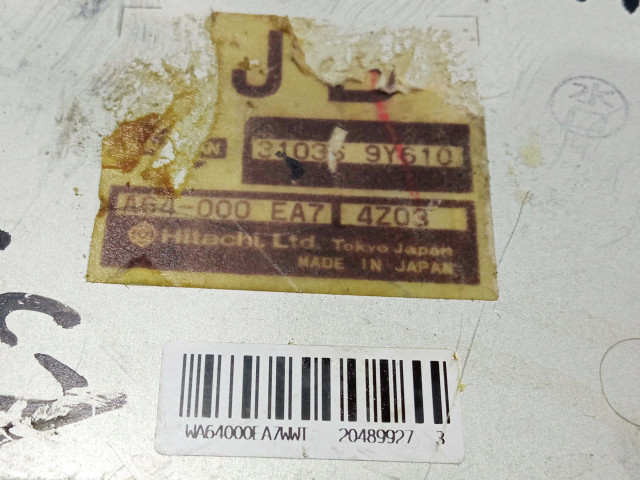 J
31036 9Y610
A64-000 EA7 4Z03
Hitachi, Ltd. Tokyo Japan
MADE IN JAPAN
WA64000EA7WWT 20489927 3